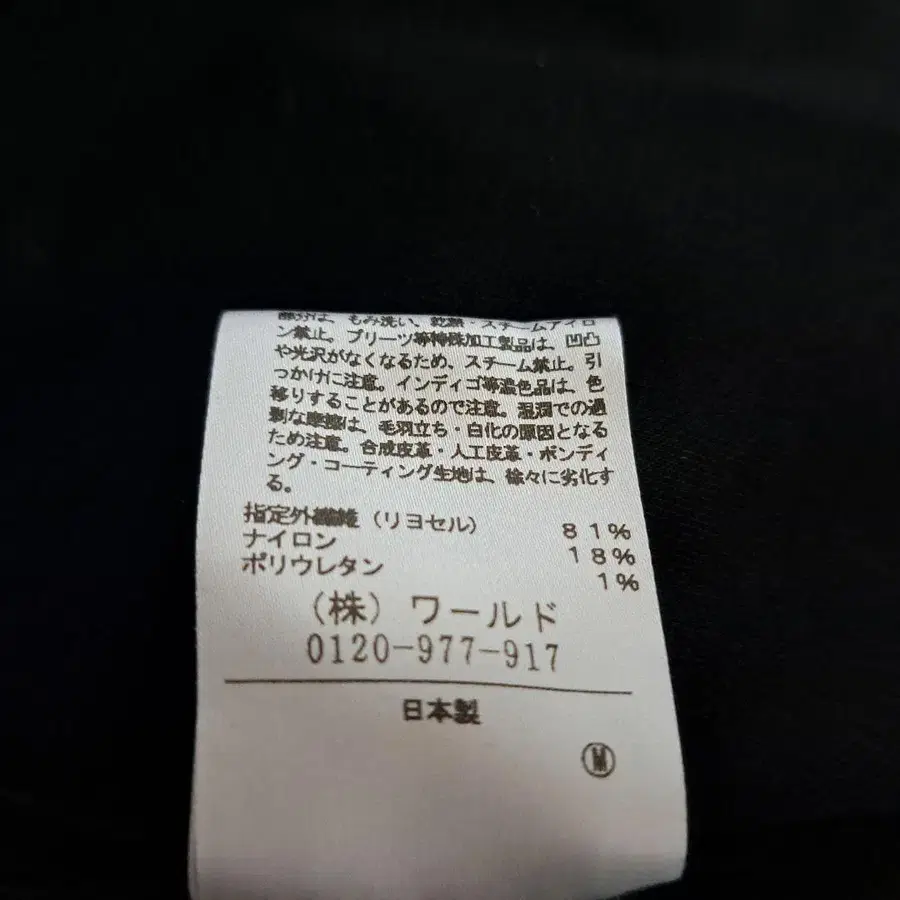 部分は、もみ洗い、乾熱・スチームアイロ
ン禁止。プリーツ等特殊加工製品は、凹凸
や光沢がなくなるため、スチーム禁止。引
っかけに注意。インディゴ等濃色品は、色
移りすることがあるので注意。湿潤での過
剰な摩擦は、毛羽立ち・白化の原因となる
ため注意。合成皮革・人工皮革・ボンディ
ング・コーティング生地は、徐々に劣化す
る。
指定外繊維（リヨセル） 81%
ナイロン 18%
ポリウレタン 1%
（株）ワールド
0120-977-917
日本製
Ⓜ